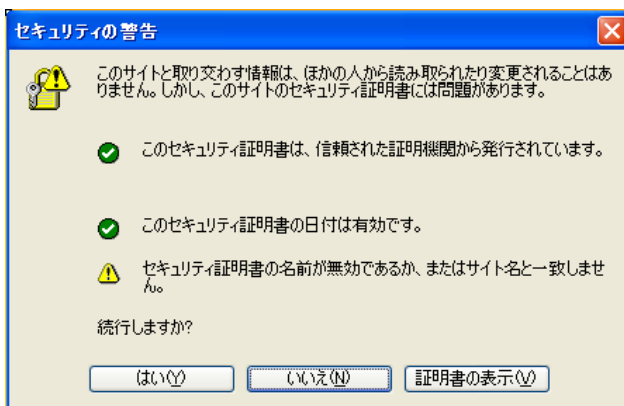 セキュリティの警告
このサイトと取り交わす情報は、ほかの人から読み取られたり変更されることはあ
りません。しかし、このサイトのセキュリティ証明書には問題があります。
このセキュリティ証明書は、信頼された証明機関から発行されています。
このセキュリティ証明書の日付は有効です。
セキュリティ証明書の名前が無効であるか、またはサイト名と一致しませ
ん。
続行しますか?
はい(Y) いいえ(N) 証明書の表示(V)